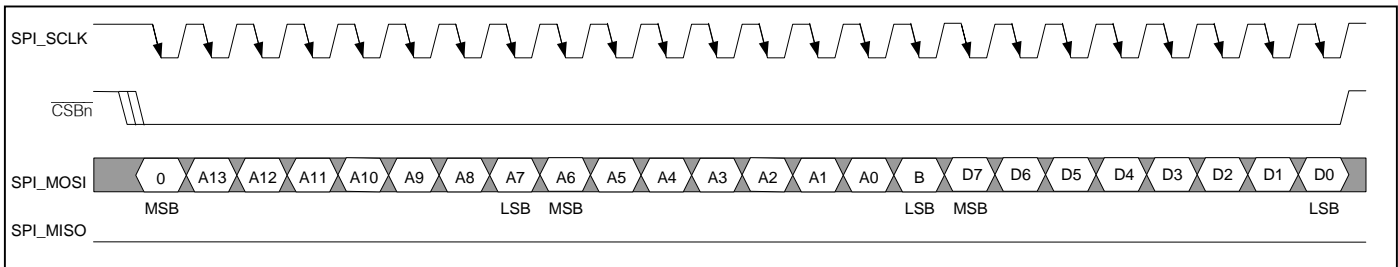 SPI_SCLK
CSBn
SPI_MOSI 0 A13 A12 A11 A10 A9 A8 A7 A6 A5 A4 A3 A2 A1 A0 B D7 D6 D5 D4 D3 D2 D1 D0
MSB LSB MSB LSB MSB LSB
SPI_MISO